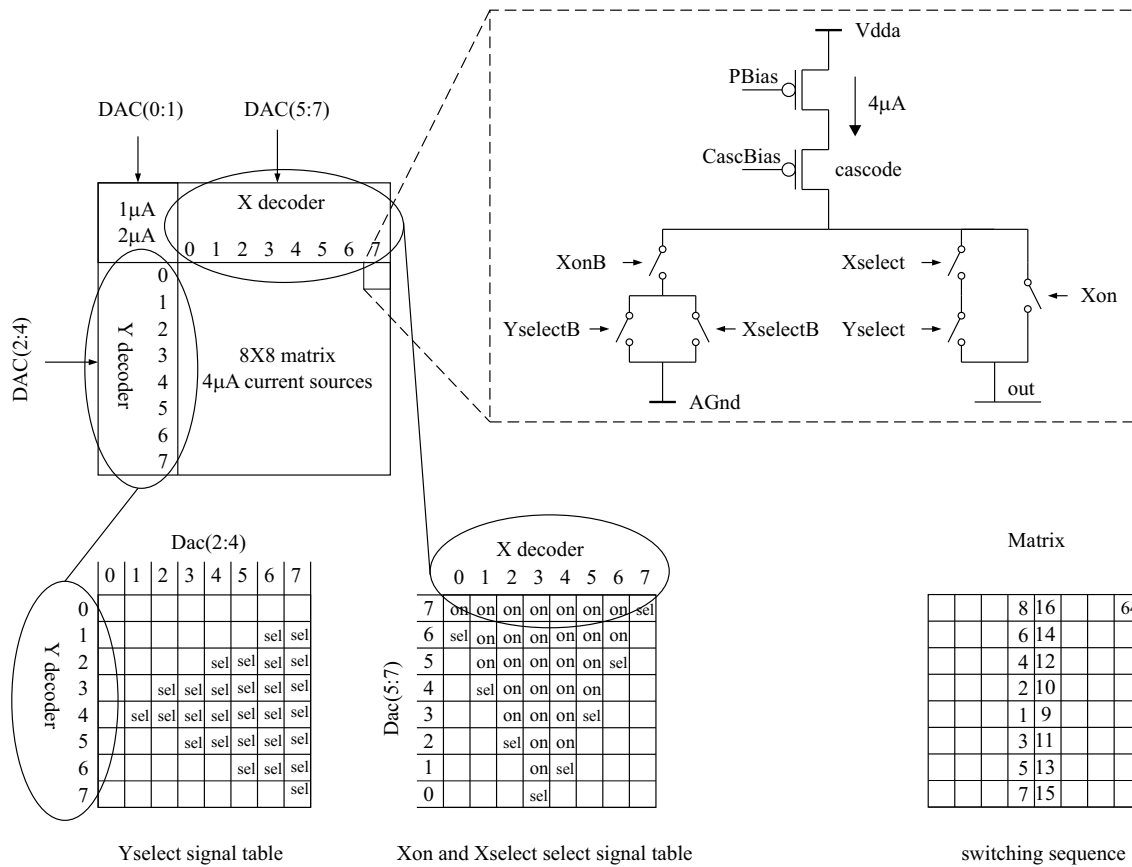 Vdda
PBias
4μA
CascBias
cascode
XonB
Xselect
Xon
YselectB
XselectB
Yselect
AGnd
out
DAC(0:1)
DAC(5:7)
1μA
2μA
X decoder
0 1 2 3 4 5 6 7
DAC(2:4)
Y decoder
0
1
2
3
4
5
6
7
8X8 matrix
4μA current sources
Dac(2:4)
0 1 2 3 4 5 6 7
Y decoder
0
1 sel sel
2 sel sel sel sel
3 sel sel sel sel sel sel
4 sel sel sel sel sel sel sel
5 sel sel sel sel sel
6 sel sel sel
7 sel
Yselect signal table
X decoder
0 1 2 3 4 5 6 7
Dac(5:7)
7 on on on on on on on sel
6 sel on on on on on on
5 on on on on on sel
4 sel on on on on
3 on on on sel
2 sel on on
1 on sel
0 sel
Xon and Xselect select signal table
Matrix
8 16 64
6 14
4 12
2 10
1 9
3 11
5 13
7 15
switching sequence